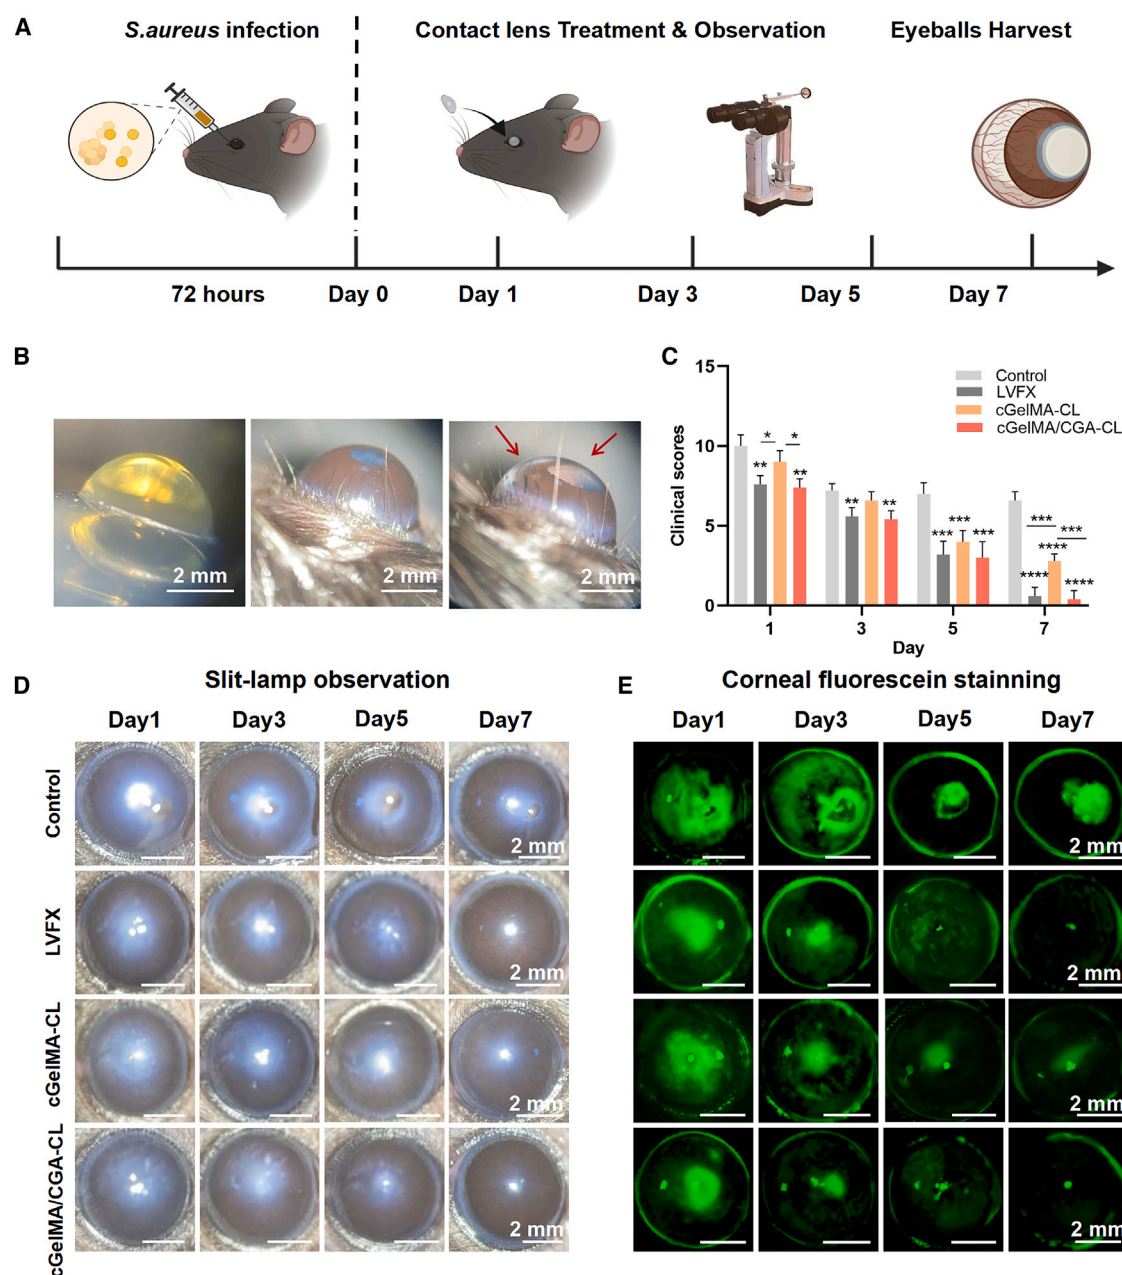 A
S.aureus infection
Contact lens Treatment & Observation
Eyeballs Harvest
72 hours
Day 0
Day 1
Day 3
Day 5
Day 7
B
2 mm
2 mm
2 mm
C
15
10
5
0
Clinical scores
Control
LVFX
cGelMA-CL
cGelMA/CGA-CL
**
*
*
**
**
**
***
***
***
***
***
****
****
****
1
3
5
7
Day
D
Slit-lamp observation
Day1
Day3
Day5
Day7
Control
2 mm
LVFX
2 mm
cGelMA-CL
2 mm
cGelMA/CGA-CL
2 mm
E
Corneal fluorescein stainning
Day1
Day3
Day5
Day7
2 mm
2 mm
2 mm
2 mm